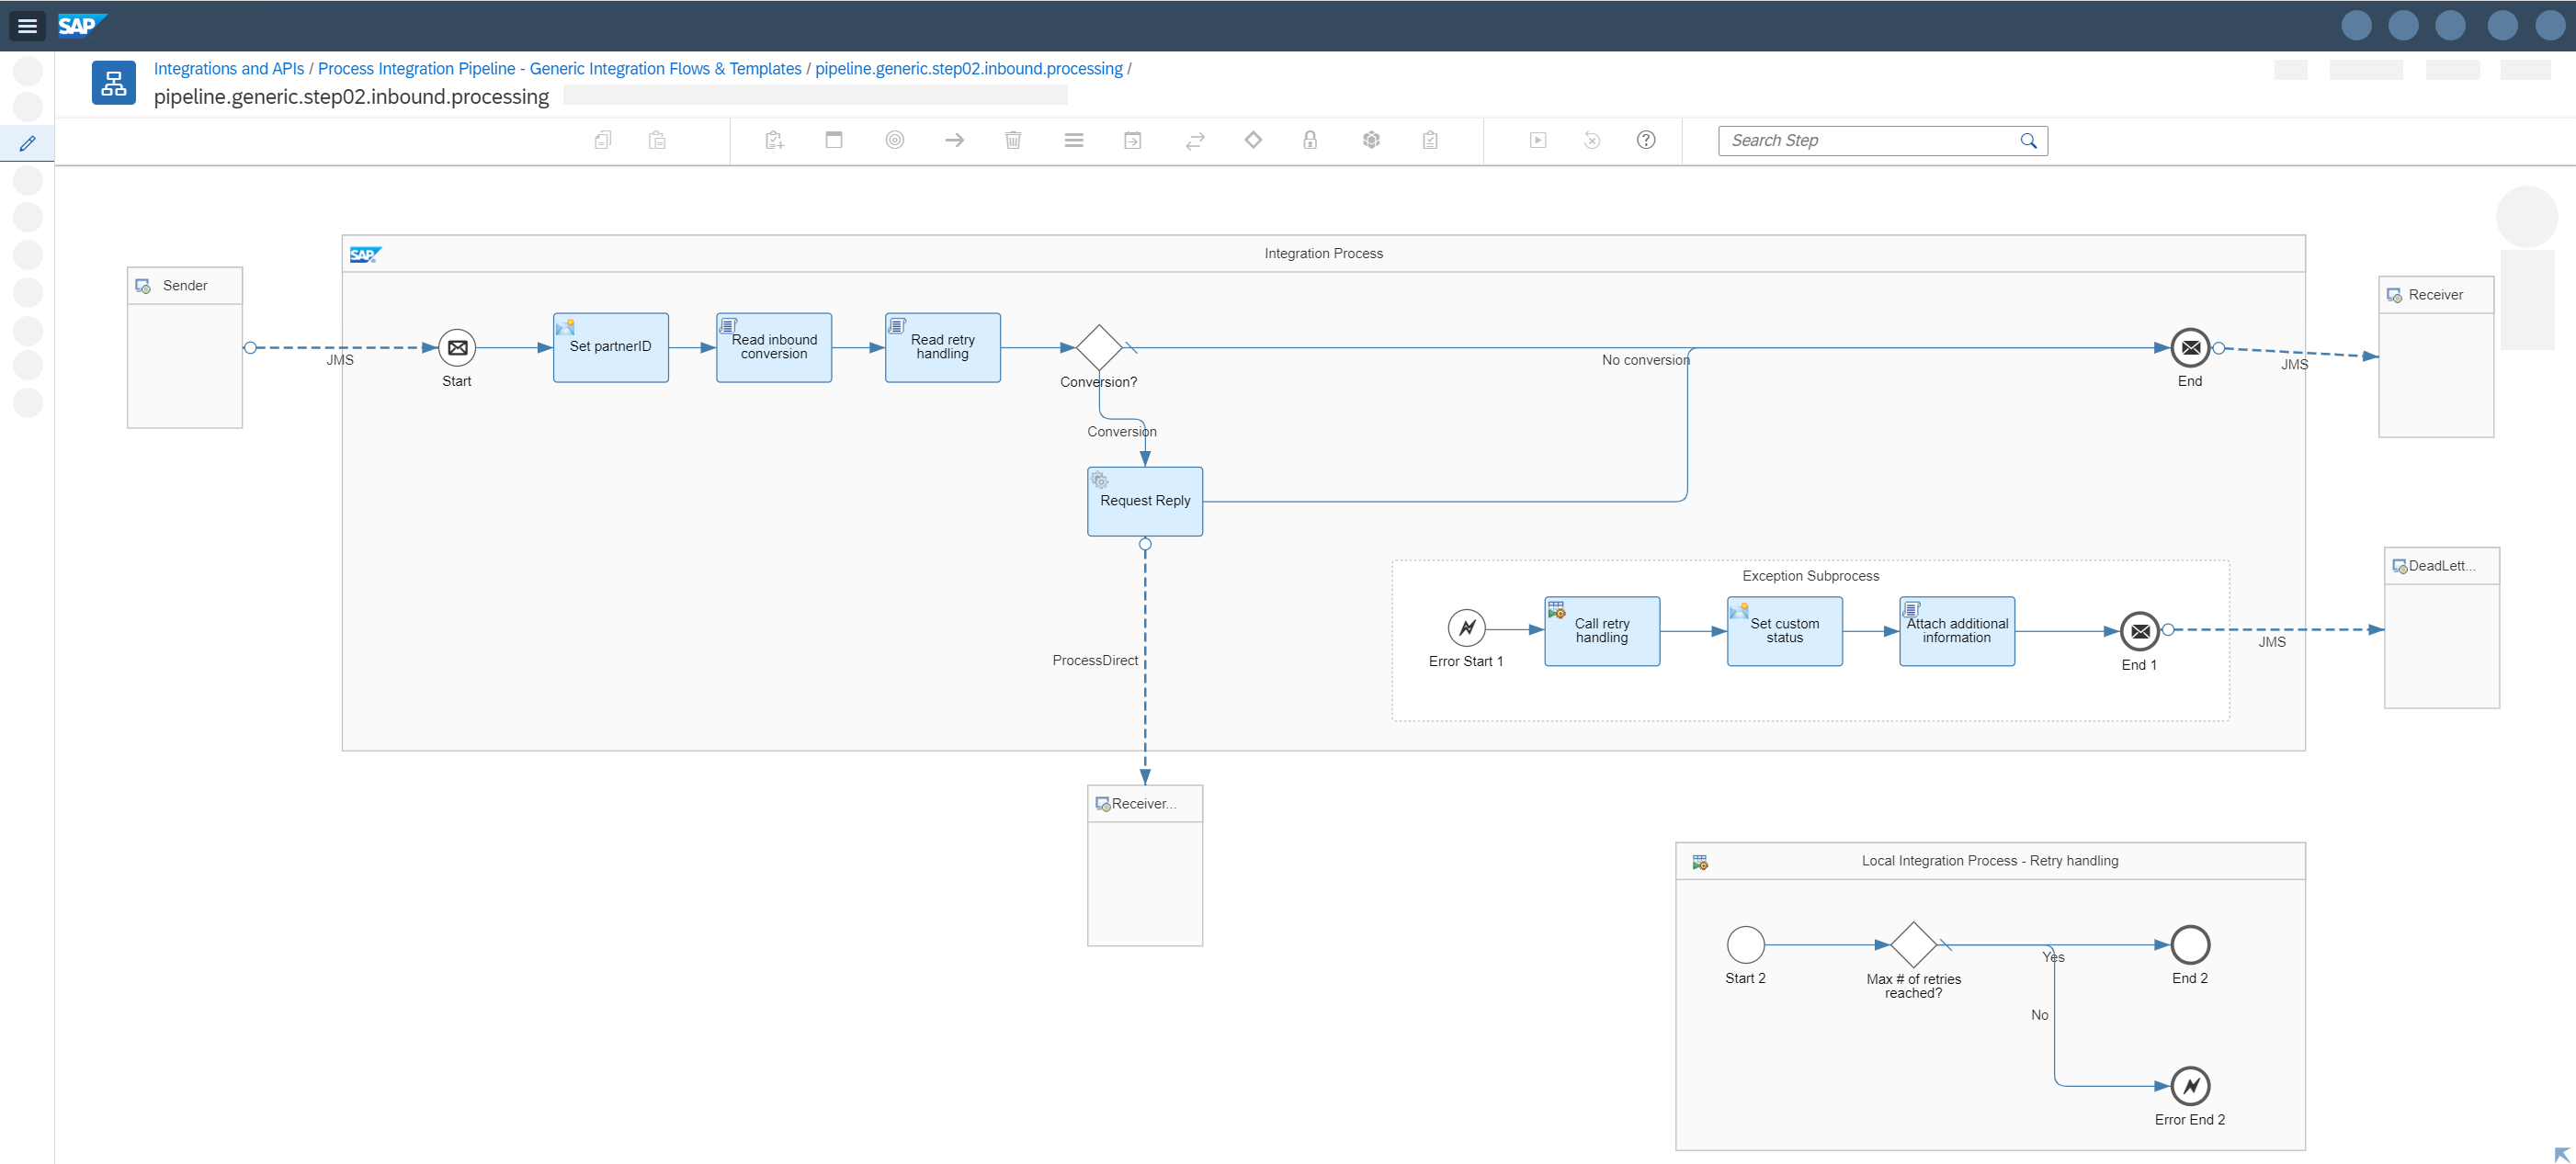 SAP
Integrations and APIs / Process Integration Pipeline - Generic Integration Flows & Templates / pipeline.generic.step02.inbound.processing /
pipeline.generic.step02.inbound.processing
Search Step
SAP
Integration Process
Sender
Receiver
JMS
Start
Set partnerID
Read inbound
conversion
Read retry
handling
Conversion?
No conversion
End
JMS
Conversion
Request Reply
ProcessDirect
Receiver...
Exception Subprocess
Error Start 1
Call retry
handling
Set custom
status
Attach additional
information
End 1
JMS
DeadLett...
Local Integration Process - Retry handling
Start 2
Max # of retries
reached?
Yes
No
End 2
Error End 2